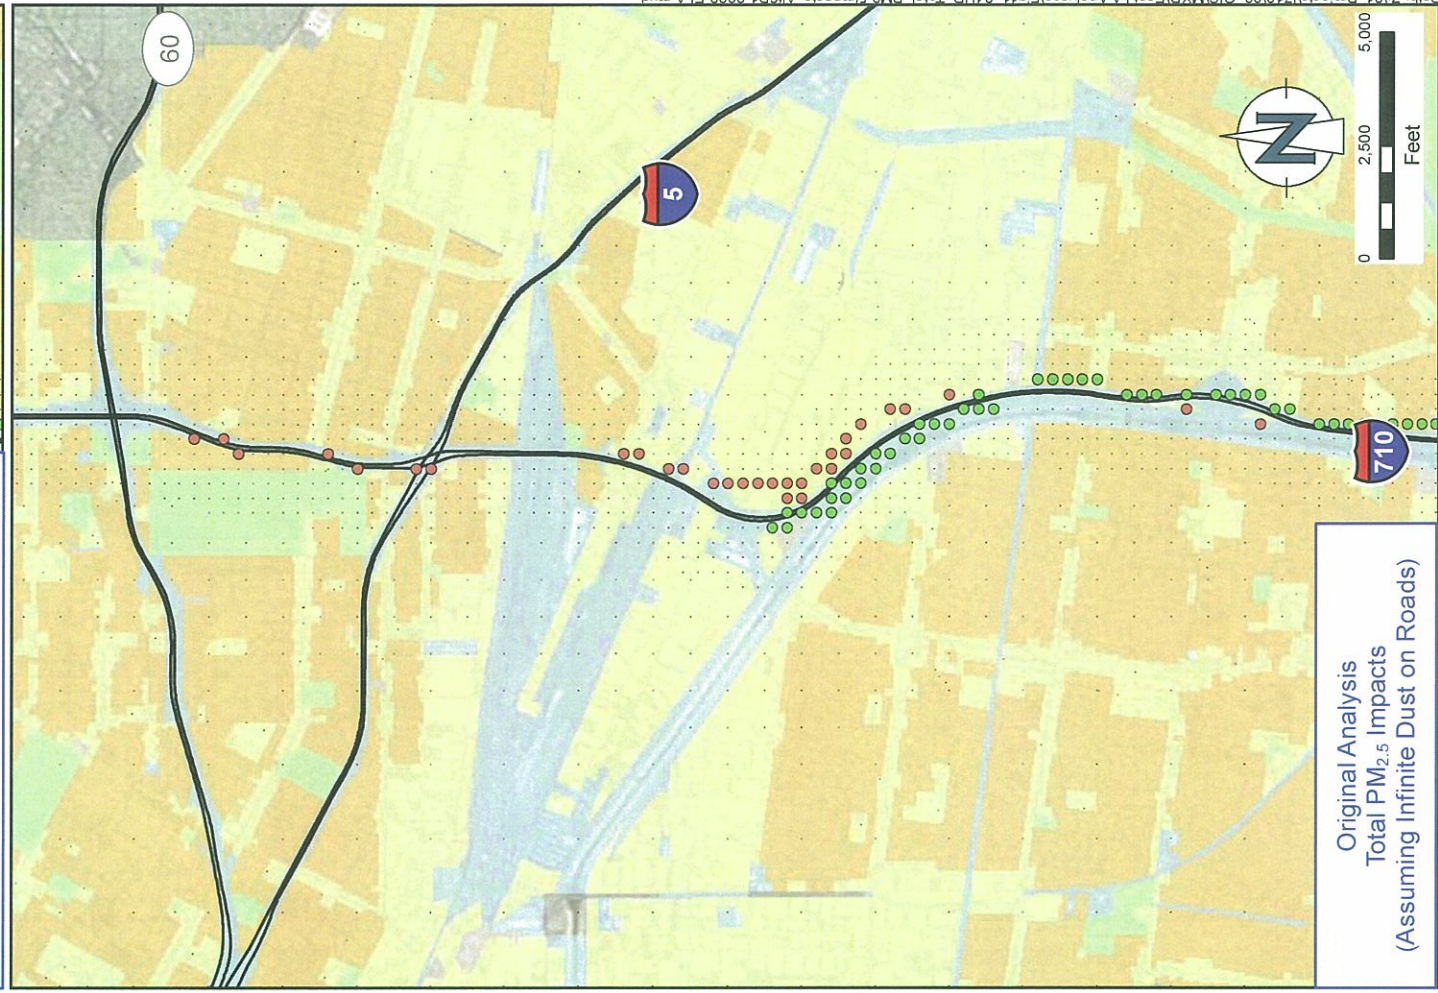 60
5
N
0 2,500 5,000
Feet
710
Original Analysis
Total PM2.5 Impacts
(Assuming Infinite Dust on Roads)